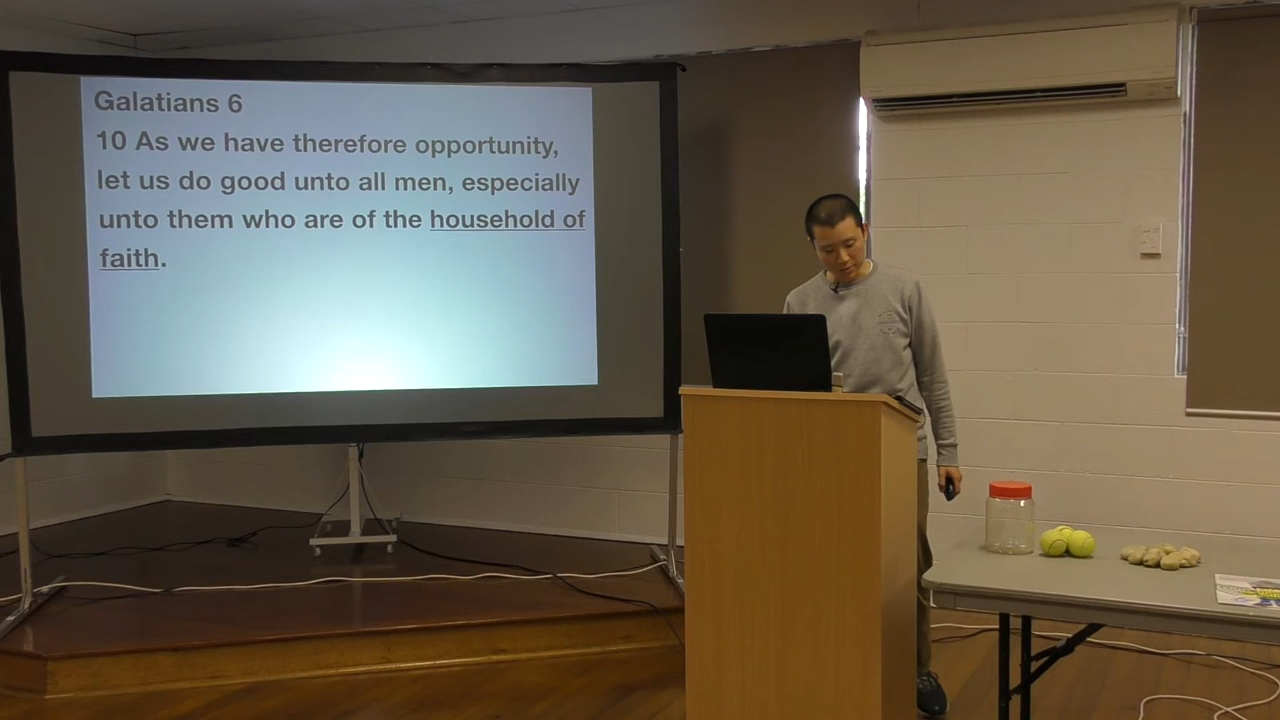 Galatians 6
10 As we have therefore opportunity,
let us do good unto all men, especially
unto them who are of the household of
faith.